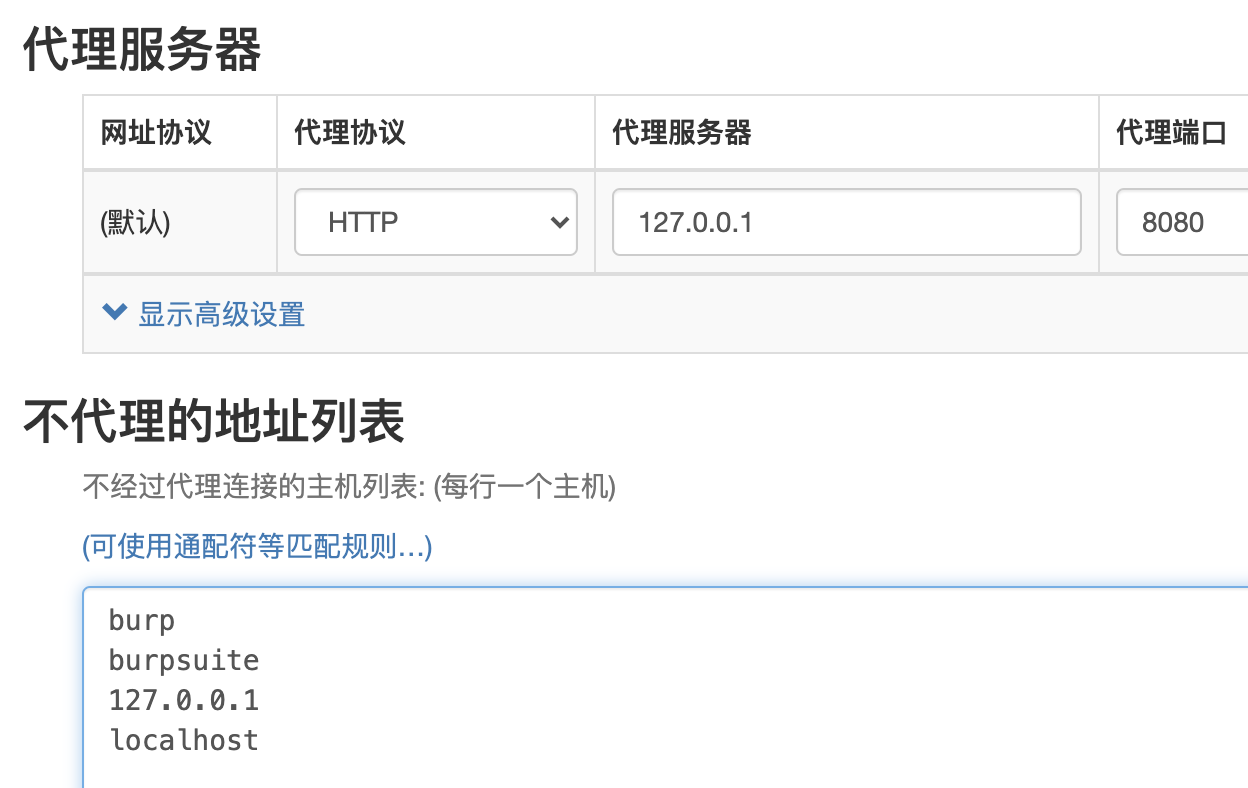 代理服务器
网址协议 代理协议 代理服务器 代理端口
(默认) HTTP 127.0.0.1 8080
显示高级设置
不代理的地址列表
不经过代理连接的主机列表: (每行一个主机)
(可使用通配符等匹配规则…)
burp
burpsuite
127.0.0.1
localhost